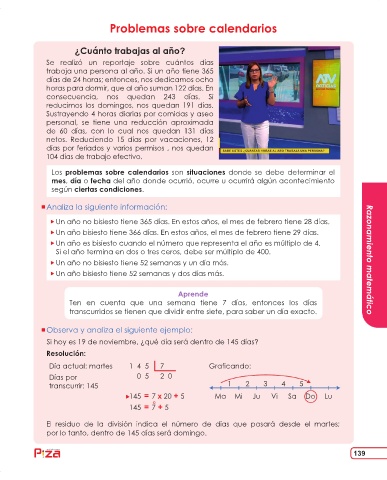 Problemas sobre calendarios
¿Cuánto trabajas al año?
Se realizó un reportaje sobre cuántos días
trabaja una persona al año. Si un año tiene 365
días de 24 horas; entonces, nos dedicamos ocho
horas para dormir, que al año suman 122 días. En
consecuencia, nos quedan 243 días. Si
reducimos los domingos, nos quedan 191 días.
Sustrayendo 4 horas diarias por comidas y aseo
personal, se tiene una reducción aproximada
de 60 días, con lo cual nos quedan 131 días
netos. Reduciendo 15 días por vacaciones, 12
días por feriados y varios permisos , nos quedan
104 días de trabajo efectivo.
ATV
NOTICIAS
Los problemas sobre calendarios son situaciones donde se debe determinar el
mes, día o fecha del año donde ocurrió, ocurre u ocurrirá algún acontecimiento
según ciertas condiciones.
Analiza la siguiente información:
Un año no bisiesto tiene 365 días. En estos años, el mes de febrero tiene 28 días.
Un año bisiesto tiene 366 días. En estos años, el mes de febrero tiene 29 días.
Un año es bisiesto cuando el número que representa el año es múltiplo de 4.
Si el año termina en dos o tres ceros, debe ser múltiplo de 400.
Un año no bisiesto tiene 52 semanas y un día más.
Un año bisiesto tiene 52 semanas y dos días más.
Aprende
Ten en cuenta que una semana tiene 7 días, entonces los días
transcurridos se tienen que dividir entre siete, para saber un día exacto.
Observa y analiza el siguiente ejemplo:
Si hoy es 19 de noviembre, ¿qué día será dentro de 145 días?
Resolución:
Día actual: martes 1 4 5 7 Graficando:
Días por 0 5 2 0
transcurrir: 145
1 2 3 4 5
145 = 7 x 20 + 5 Ma Mi Ju Vi Sa Do Lu
145 = 7 + 5
El residuo de la división indica el número de días que pasará desde el martes;
por lo tanto, dentro de 145 días será domingo.
Razonamiento matemático
Pizza
139